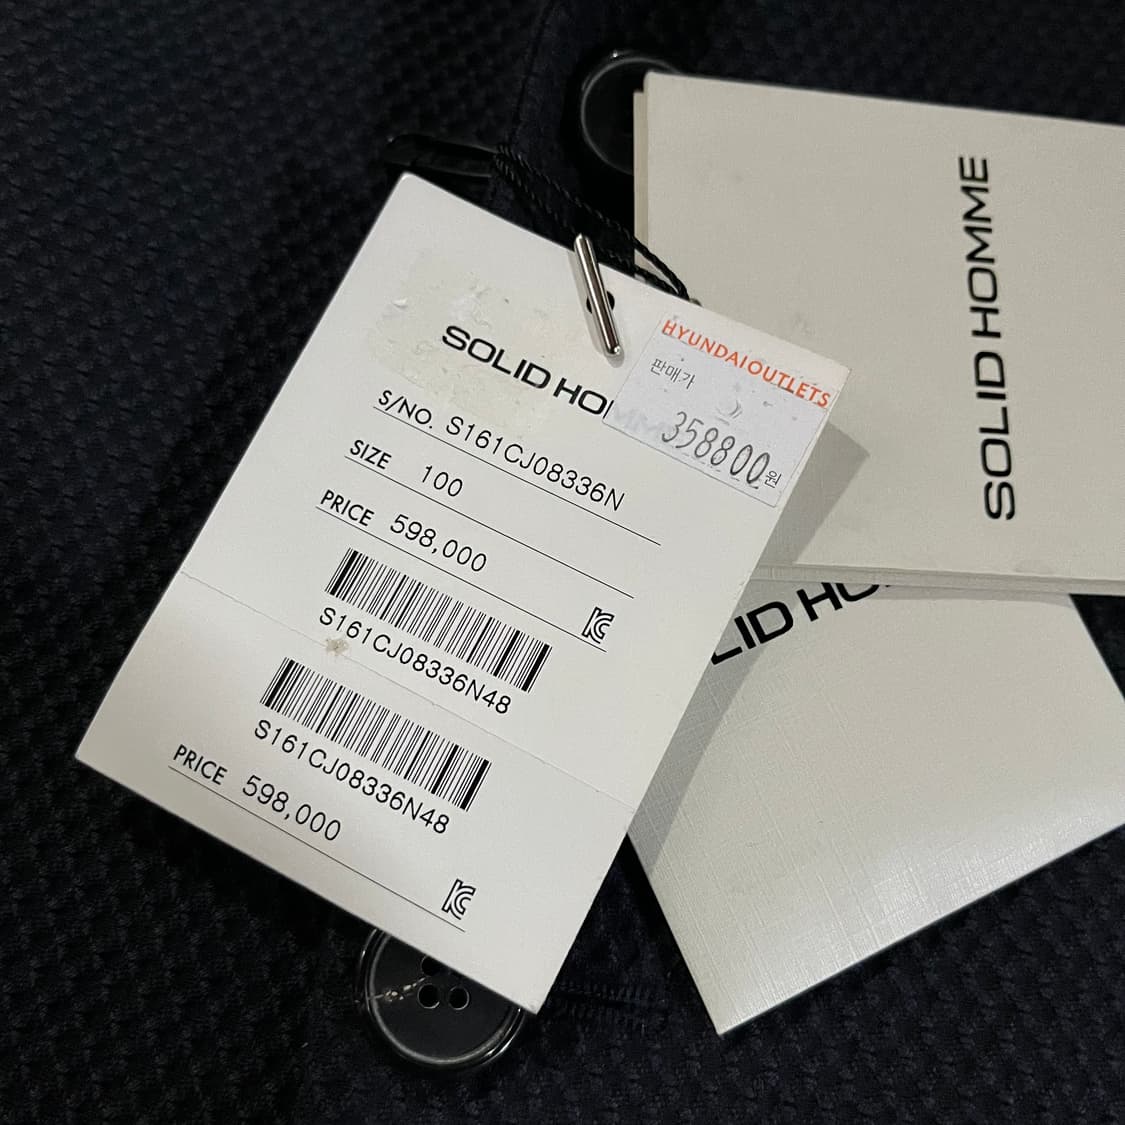 SOLID HOMME
S/NO. S161CJ08336N
SIZE 100
PRICE 598,000
S161CJ08336N48
S161CJ08336N48
PRICE 598,000
HYUNDAIOUTLETS
판매가
358800원
SOLID HOMME
LID HO